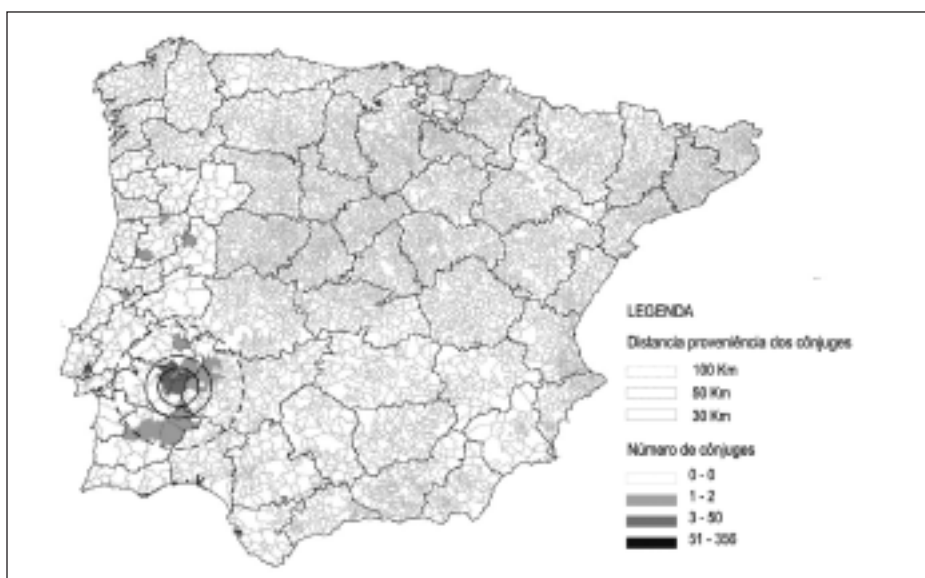 LEGENDA
Distancia proveniência dos cônjuges
100 Km
50 Km
30 Km
Número de cônjuges
0 - 0
1 - 2
3 - 50
51 - 356